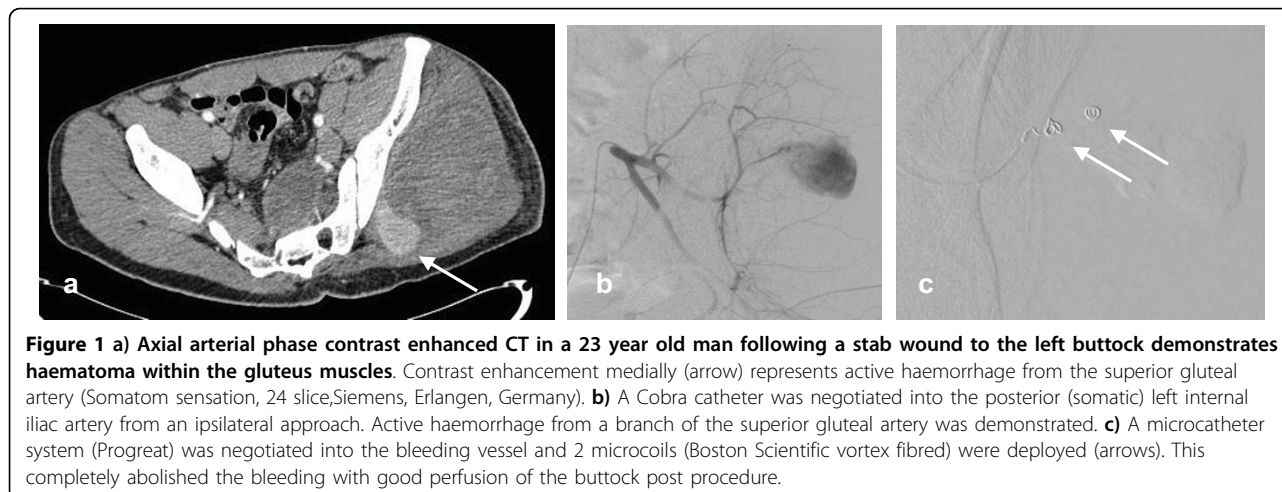 a
b
c
Figure 1 a) Axial arterial phase contrast enhanced CT in a 23 year old man following a stab wound to the left buttock demonstrates
haematoma within the gluteus muscles. Contrast enhancement medially (arrow) represents active haemorrhage from the superior gluteal
artery (Somatom sensation, 24 slice,Siemens, Erlangen, Germany). b) A Cobra catheter was negotiated into the posterior (somatic) left internal
iliac artery from an ipsilateral approach. Active haemorrhage from a branch of the superior gluteal artery was demonstrated. c) A microcatheter
system (Progreat) was negotiated into the bleeding vessel and 2 microcoils (Boston Scientific vortex fibred) were deployed (arrows). This
completely abolished the bleeding with good perfusion of the buttock post procedure.